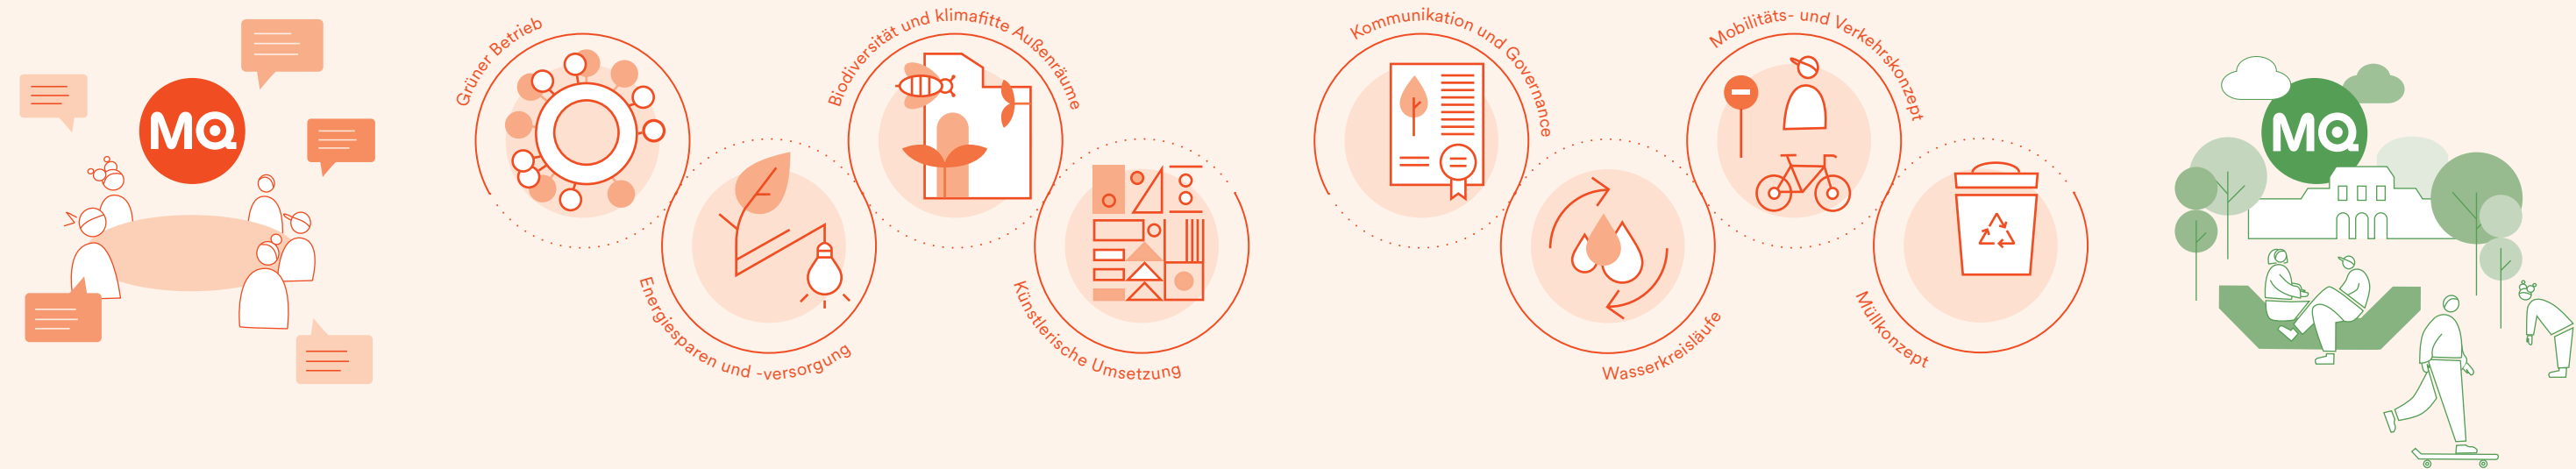 MQ
Grüner Betrieb
Energiesparen und -versorgung
Biodiversität und klimafitte Außenräume
Künstlerische Umsetzung
Kommunikation und Governance
Wasserkreisläufe
Mobilitäts- und Verkehrskonzept
Müllkonzept
MQ